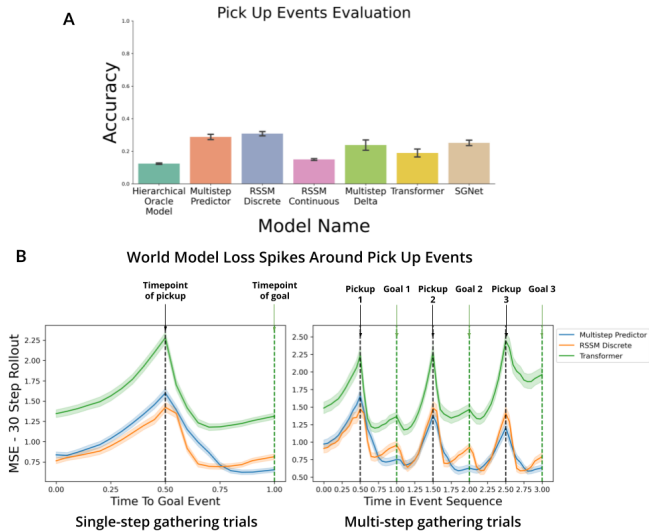 A
Pick Up Events Evaluation
Accuracy
1.0
0.8
0.6
0.4
0.2
0.0
Hierarchical Oracle Model
Multistep Predictor
RSSM Discrete
RSSM Continuous
Multistep Delta
Transformer
SGNet
Model Name
B
World Model Loss Spikes Around Pick Up Events
Timepoint of pickup
Timepoint of goal
Pickup 1
Goal 1
Pickup 2
Goal 2
Pickup 3
Goal 3
MSE - 30 Step Rollout
2.25
2.00
1.75
1.50
1.25
1.00
0.75
0.00
0.25
0.50
0.75
1.00
Time To Goal Event
Single-step gathering trials
2.50
2.25
2.00
1.75
1.50
1.25
1.00
0.75
0.50
0.00 0.25 0.50 0.75 1.00 1.25 1.50 1.75 2.00 2.25 2.50 2.75 3.00
Time in Event Sequence
Multi-step gathering trials
Multistep Predictor
RSSM Discrete
Transformer